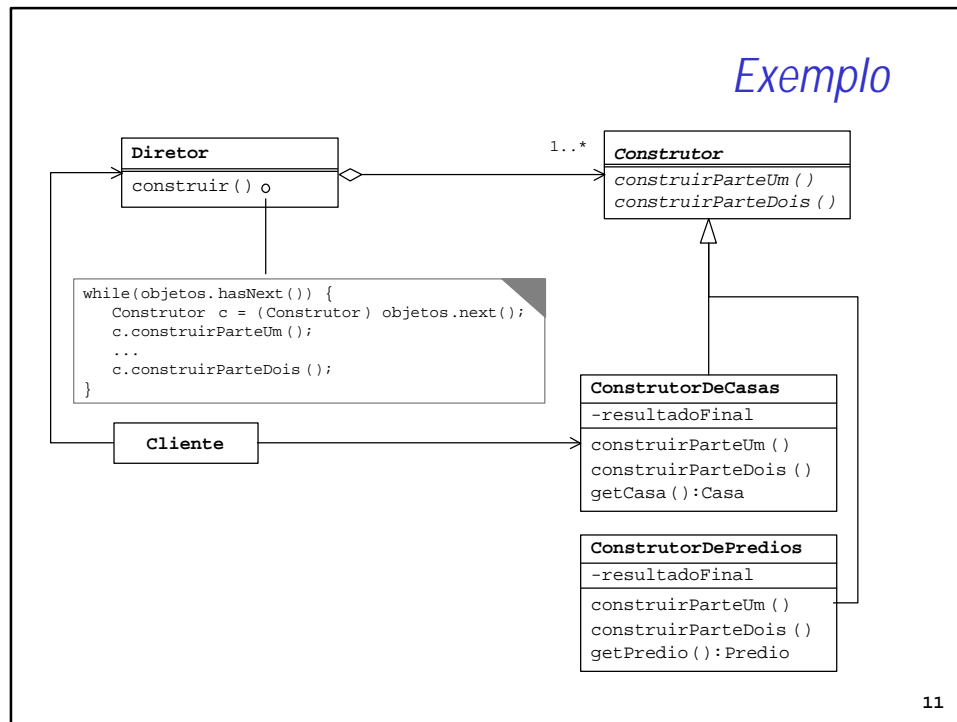 Exemplo
Diretor
construir()
1..*
Construtor
construirParteUm()
construirParteDois()
while(objetos.hasNext()) {
Construtor c = (Construtor) objetos.next();
c.construirParteUm();
...
c.construirParteDois();
}
Cliente
ConstrutorDeCasas
-resultadoFinal
construirParteUm()
construirParteDois()
getCasa():Casa
ConstrutorDePredios
-resultadoFinal
construirParteUm()
construirParteDois()
getPredio():Predio
11